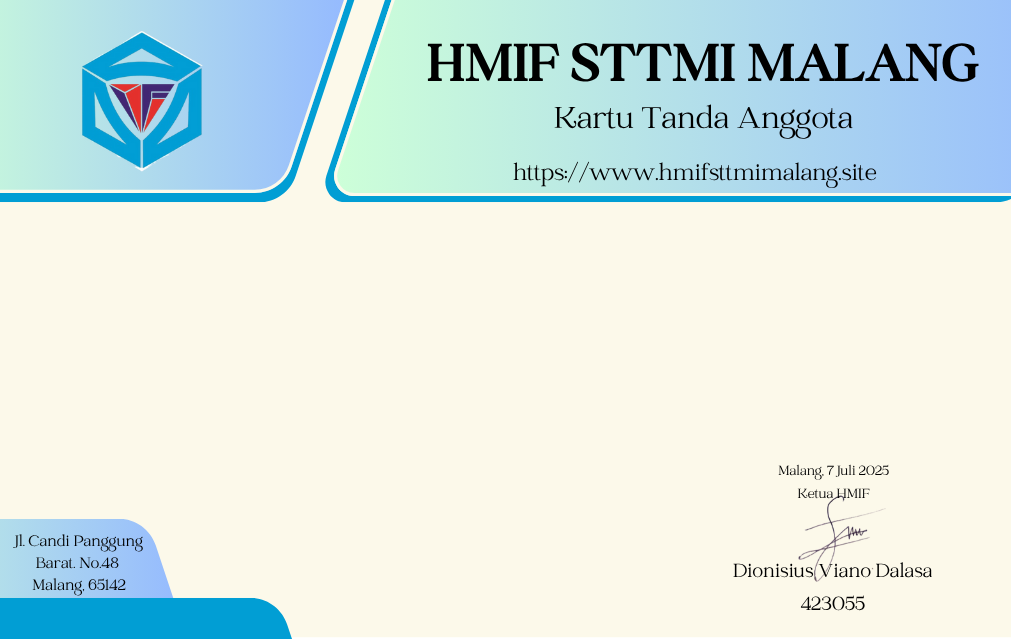 HMIF STTMI MALANG
Kartu Tanda Anggota
https://www.hmifsttmimalang.site
Malang, 7 Juli 2025
Ketua HMIF
Dionisius Viano Dalasa
423055
Jl. Candi Panggung
Barat. No.48
Malang, 65142